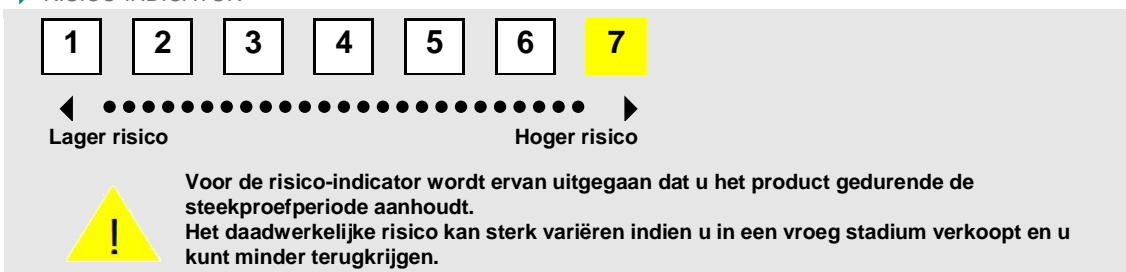 RISICO-INDICATOR
1 2 3 4 5 6 7
Lager risico Hoger risico
Voor de risico-indicator wordt ervan uitgegaan dat u het product gedurende de
steekproefperiode aanhoudt.
Het daadwerkelijke risico kan sterk variëren indien u in een vroeg stadium verkoopt en u
kunt minder terugkrijgen.
!